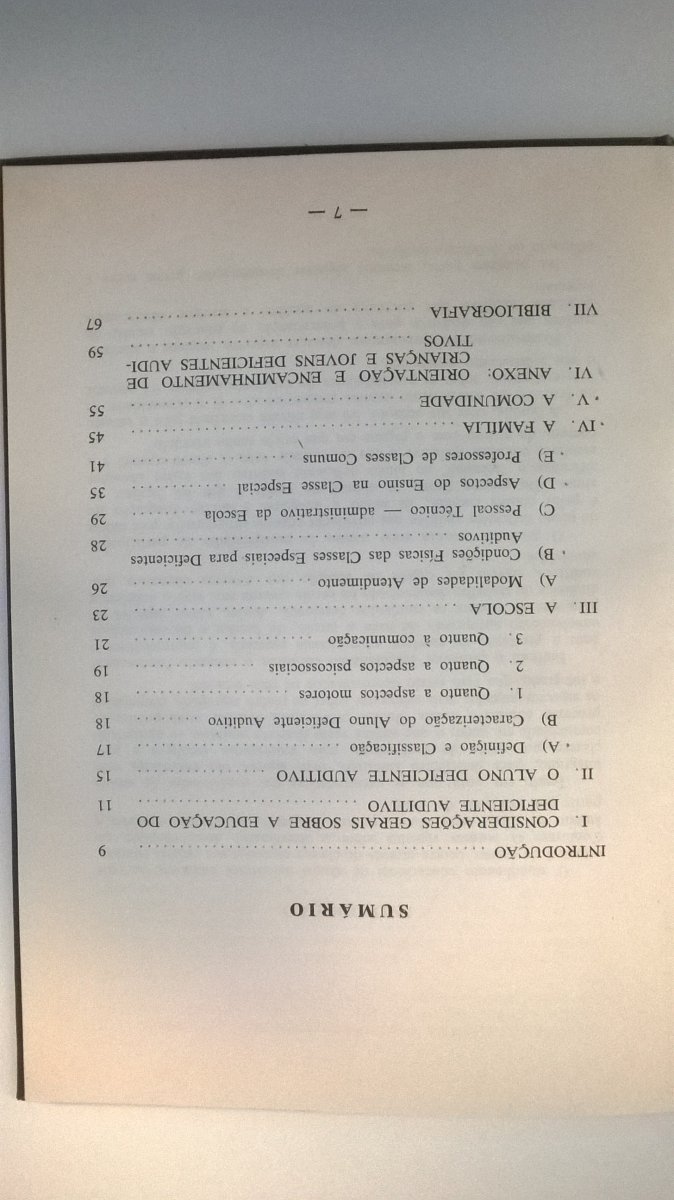 SUMÁRIO
INTRODUÇÃO ........................................ 9
I. CONSIDERAÇÕES GERAIS SOBRE A EDUCAÇÃO DO
DEFICIENTE AUDITIVO .......................... 11
II. O ALUNO DEFICIENTE AUDITIVO ................ 15
A) Definição e Classificação ........................ 17
B) Caracterização do Aluno Deficiente Auditivo ........ 18
1. Quanto a aspectos motores ................... 18
2. Quanto a aspectos psicossociais ............... 19
3. Quanto à comunicação ...................... 21
III. A ESCOLA ........................................ 23
A) Modalidades de Atendimento ...................... 26
B) Condições Físicas das Classes Especiais para Deficientes
Auditivos ...................................... 28
C) Pessoal Técnico — administrativo da Escola ........ 29
D) Aspectos do Ensino na Classe Especial ............ 35
E) Professores de Classes Comuns .................... 41
IV. A FAMÍLIA ........................................ 45
V. A COMUNIDADE .................................. 55
VI. ANEXO: ORIENTAÇÃO E ENCAMINHAMENTO DE
CRIANÇAS E JOVENS DEFICIENTES AUDI-
TIVOS .................................. 59
VII. BIBLIOGRAFIA .................................... 67
— 7 —